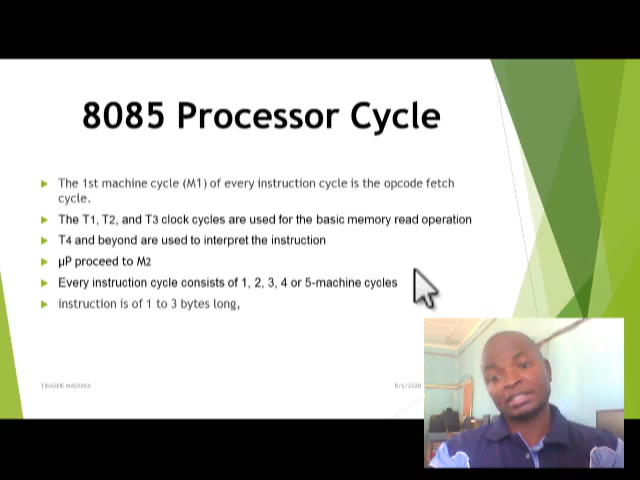 8085 Processor Cycle
The 1st machine cycle (M1) of every instruction cycle is the opcode fetch
cycle.
The T1, T2, and T3 clock cycles are used for the basic memory read operation
T4 and beyond are used to interpret the instruction
µP proceed to M2
Every instruction cycle consists of 1, 2, 3, 4 or 5-machine cycles
instruction is of 1 to 3 bytes long,
TINASHE MASVAYA